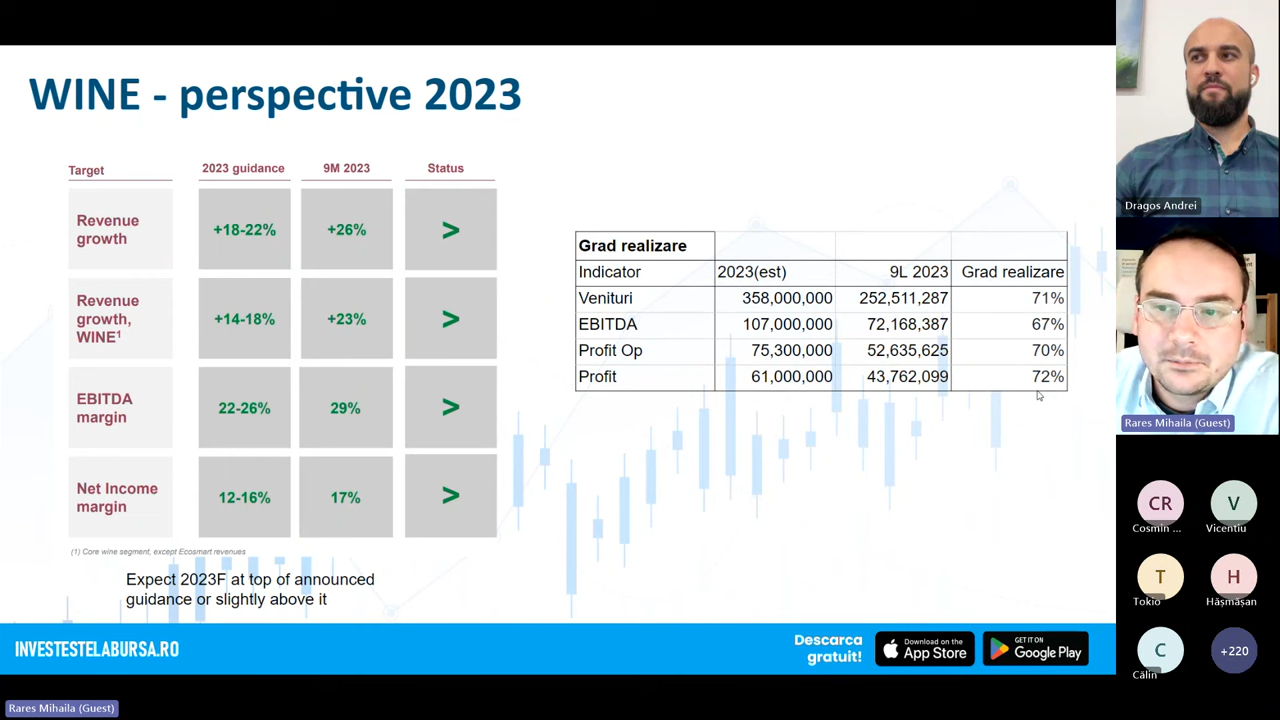 WINE - perspective 2023
Target 2023 guidance 9M 2023 Status
Revenue growth +18-22% +26% >
Revenue growth, WINE¹ +14-18% +23% >
EBITDA margin 22-26% 29% >
Net Income margin 12-16% 17% >
(1) Core wine segment, except Ecosmart revenues
Expect 2023F at top of announced
guidance or slightly above it
Grad realizare
Indicator 2023(est) 9L 2023 Grad realizare
Venituri 358,000,000 252,511,287 71%
EBITDA 107,000,000 72,168,387 67%
Profit Op 75,300,000 52,635,625 70%
Profit 61,000,000 43,762,099 72%
INVESTESTELABURSA.RO
Descarca
gratuit!
Download on the
App Store
GET IT ON
Google Play
Dragos Andrei
Rares Mihaila (Guest)
CR V
Cosmin ... Vicentiu
T H
Tokio Hășmășan
C +220
Călin
Rares Mihaila (Guest)